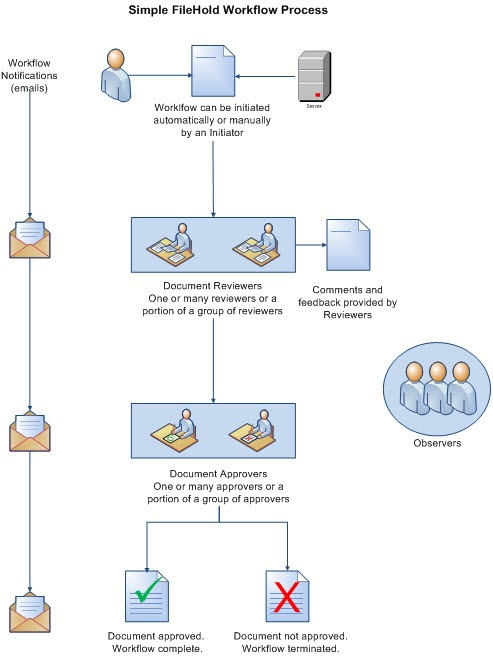 Simple FileHold Workflow Process
Workflow
Notifications
(emails)
Server
Worklfow can be initiated
automatically or manually
by an Initiator
Document Reviewers
One or many reviewers or a
portion of a group of reviewers
Comments and
feedback provided by
Reviewers
Observers
Document Approvers
One or many approvers or a
portion of a group of approvers
Document approved.
Workflow complete.
Document not approved.
Workflow terminated.